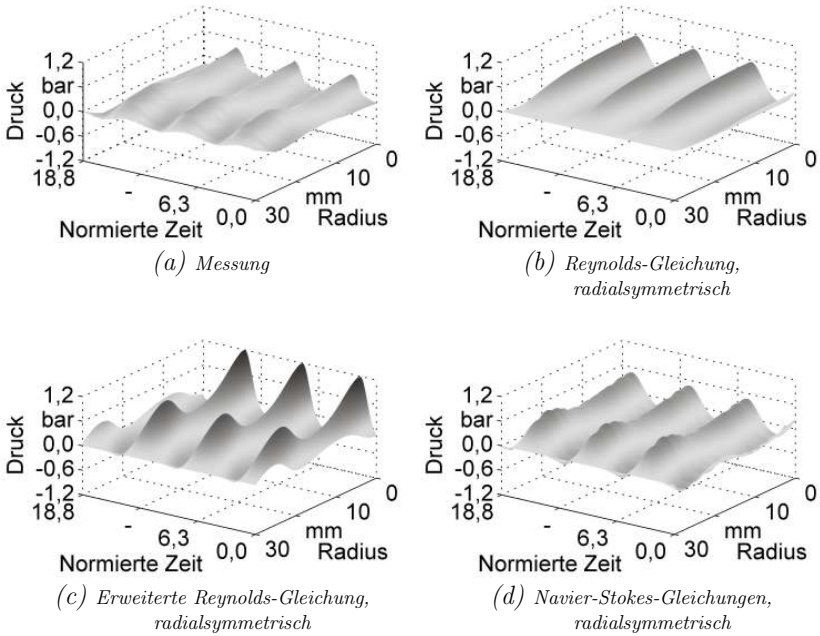 1,2
bar
0,0
-0,6
-1,2
Druck
18,8
-
6,3
0,0
Normierte Zeit
30
mm
10
0
Radius
(a) Messung
1,2
bar
0,0
-0,6
-1,2
Druck
18,8
-
6,3
0,0
Normierte Zeit
30
mm
10
0
Radius
(b) Reynolds-Gleichung,
radialsymmetrisch
1,2
bar
0,0
-0,6
-1,2
Druck
18,8
-
6,3
0,0
Normierte Zeit
30
mm
10
0
Radius
(c) Erweiterte Reynolds-Gleichung,
radialsymmetrisch
1,2
bar
0,0
-0,6
-1,2
Druck
18,8
-
6,3
0,0
Normierte Zeit
30
mm
10
0
Radius
(d) Navier-Stokes-Gleichungen,
radialsymmetrisch